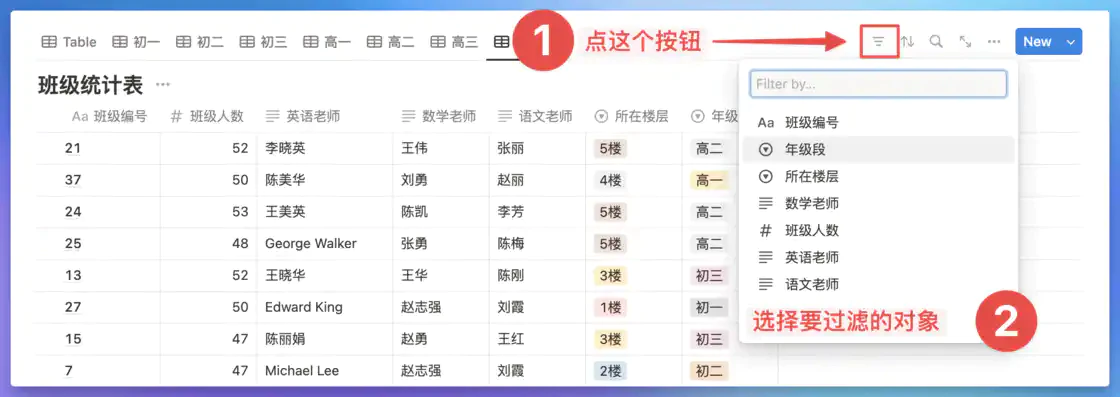 Table 初一 初二 初三 高一 高二 高三 1 点这个按钮 New
班级统计表 ...
Filter by...
Aa 班级编号 # 班级人数 英语老师 数学老师 语文老师 所在楼层 年级
21 52 李晓英 王伟 张丽 5楼 高二
37 50 陈美华 刘勇 赵丽 4楼 高一
24 53 王美英 陈凯 李芳 5楼 高二
25 48 George Walker 张勇 陈梅 5楼 高二
13 52 王晓华 王华 陈刚 3楼 初三
27 50 Edward King 赵志强 刘霞 1楼 初一
15 47 陈丽娟 赵勇 王红 3楼 初三
7 47 Michael Lee 赵志强 刘霞 2楼 初二
Aa 班级编号
年级段
所在楼层
数学老师
# 班级人数
英语老师
语文老师
选择要过滤的对象 2